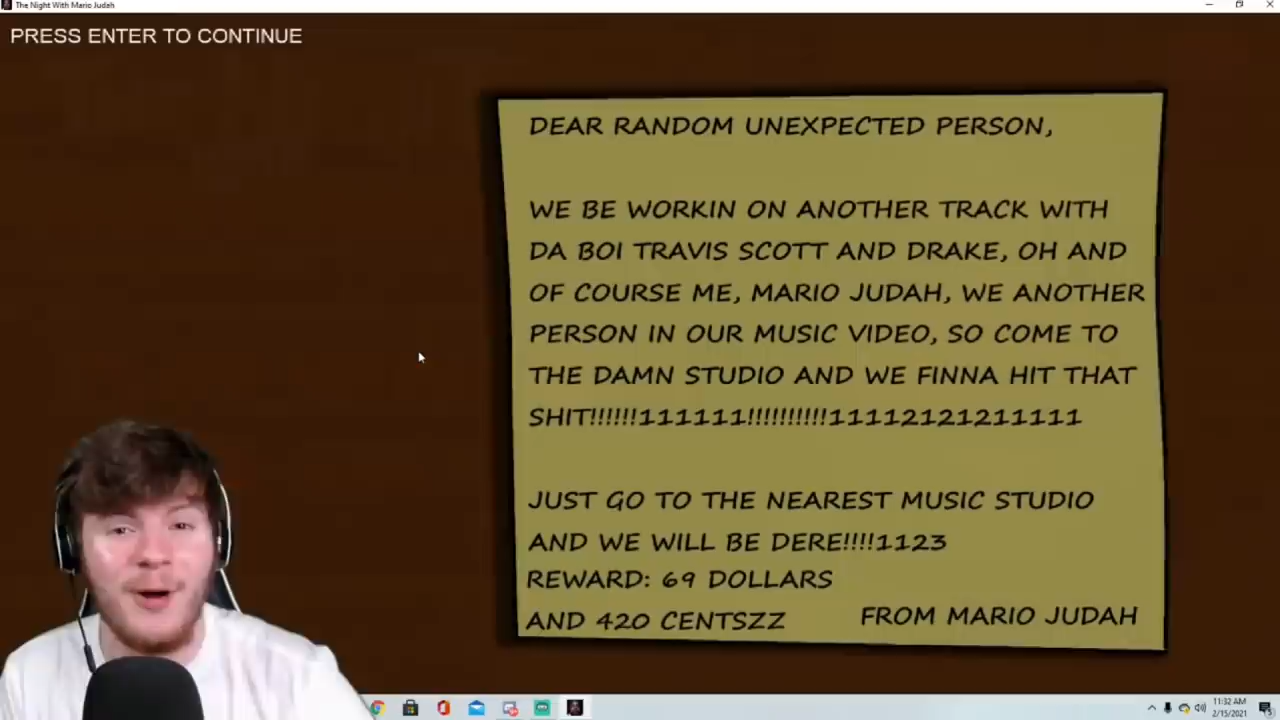 The Night With Mario Judah
PRESS ENTER TO CONTINUE
DEAR RANDOM UNEXPECTED PERSON,
WE BE WORKIN ON ANOTHER TRACK WITH
DA BOI TRAVIS SCOTT AND DRAKE, OH AND
OF COURSE ME, MARIO JUDAH, WE ANOTHER
PERSON IN OUR MUSIC VIDEO, SO COME TO
THE DAMN STUDIO AND WE FINNA HIT THAT
SHIT!!!!!!111111!!!!!!!!!!11112121211111
JUST GO TO THE NEAREST MUSIC STUDIO
AND WE WILL BE DERE!!!!1123
REWARD: 69 DOLLARS
AND 420 CENTSZZ
FROM MARIO JUDAH
11:32 AM
2/15/2021